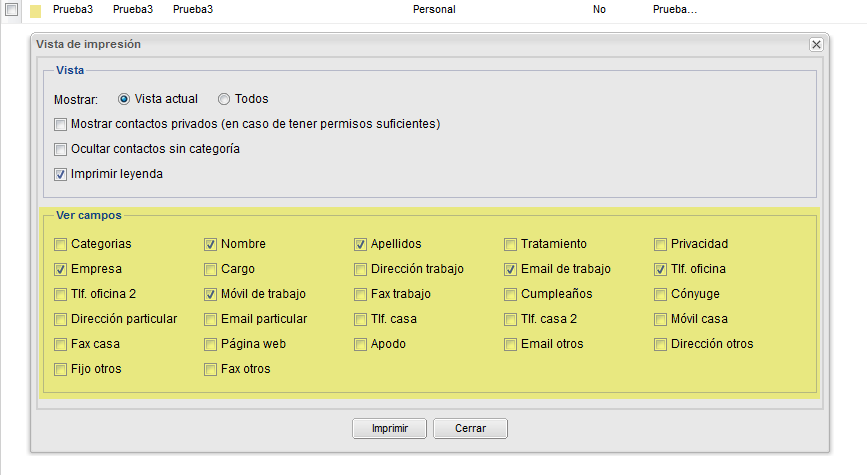 Prueba3 Prueba3 Prueba3 Personal No Prueba...
Vista de impresión
Vista
Mostrar: Vista actual Todos
Mostrar contactos privados (en caso de tener permisos suficientes)
Ocultar contactos sin categoría
Imprimir leyenda
Ver campos
Categorias Nombre Apellidos Tratamiento Privacidad
Empresa Cargo Dirección trabajo Email de trabajo Tlf. oficina
Tlf. oficina 2 Móvil de trabajo Fax trabajo Cumpleaños Cónyuge
Dirección particular Email particular Tlf. casa Tlf. casa 2 Móvil casa
Fax casa Página web Apodo Email otros Dirección otros
Fijo otros Fax otros
Imprimir Cerrar